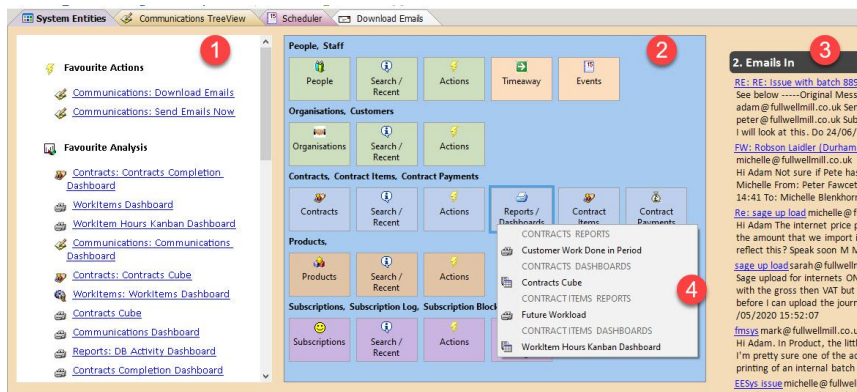 System Entities
Communications TreeView
Scheduler
Download Emails
1
Favourite Actions
Communications: Download Emails
Communications: Send Emails Now
Favourite Analysis
Contracts: Contracts Completion
Dashboard
WorkItems Dashboard
WorkItem Hours Kanban Dashboard
Communications: Communications
Dashboard
Contracts: Contracts Cube
WorkItems: WorkItems Dashboard
Contracts Cube
Communications Dashboard
Reports: DB Activity Dashboard
Contracts Completion Dashboard
2
People, Staff
People
Search /
Recent
Actions
Timeaway
Events
Organisations, Customers
Organisations
Search /
Recent
Actions
Contracts, Contract Items, Contract Payments
Contracts
Search /
Recent
Actions
Reports /
Dashboards
Contract
Items
Contract
Payments
Products,
Products
Search /
Recent
Actions
Subscriptions, Subscription Log, Subscription Bloc
Subscriptions
Search /
Recent
Actions
CONTRACTS REPORTS
Customer Work Done in Period
CONTRACTS DASHBOARDS
Contracts Cube
CONTRACTITEMS REPORTS
Future Workload
CONTRACTITEMS DASHBOARDS
WorkItem Hours Kanban Dashboard
4
3
2. Emails In
RE: RE: Issue with batch 889
See below -----Original Mess
adam@fullwellmill.co.uk Sen
peter@fullwellmill.co.uk Sub
I will look at this. Do 24/06/
FW: Robson Laidler (Durham
michelle@fullwellmill.co.uk
Hi Adam Not sure if Pete has
Michelle From: Peter Fawcet
14:41 To: Michelle Blenkhor
Re: sage up load michelle@f
Hi Adam The internet price p
the amount that we import i
reflect this? Speak soon M M
sage up load sarah@fullwellm
Sage upload for internets ON
with the gross then VAT but
before I can upload the journ
/05/2020 15:52:07
fmsys mark@fullwellmill.co.u
Hi Adam. In Product, the littl
I'm pretty sure one of the ad
printing of an internal batch
EESys issue michelle@fullwel